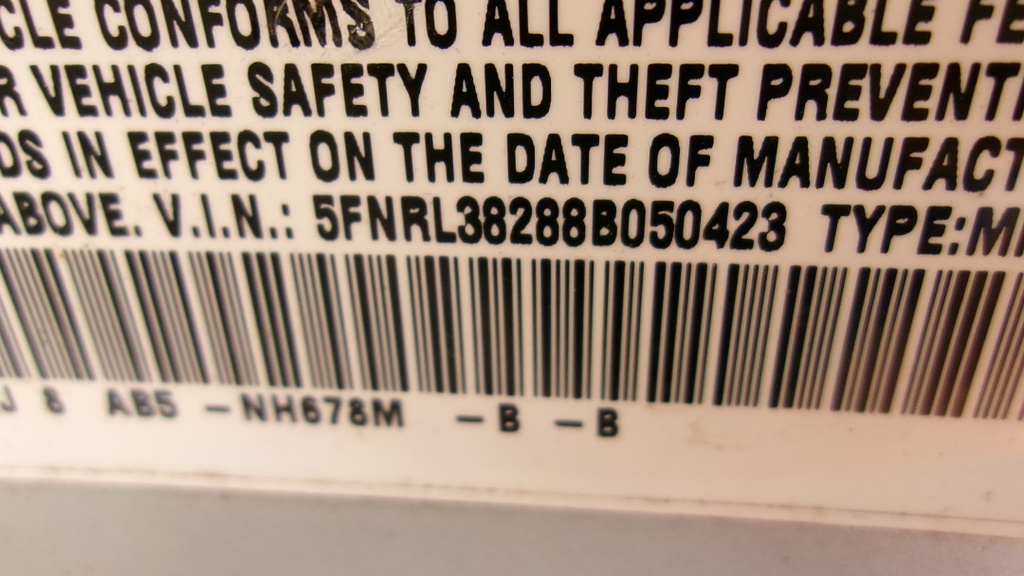 CLE CONFORMS TO ALL APPLICABLE FE
R VEHICLE SAFETY AND THEFT PREVENTI
DS IN EFFECT ON THE DATE OF MANUFACT
ABOVE. V.I.N.: 5FNRL38288B050423 TYPE:M
J 8 AB5 -NH678M -B -B